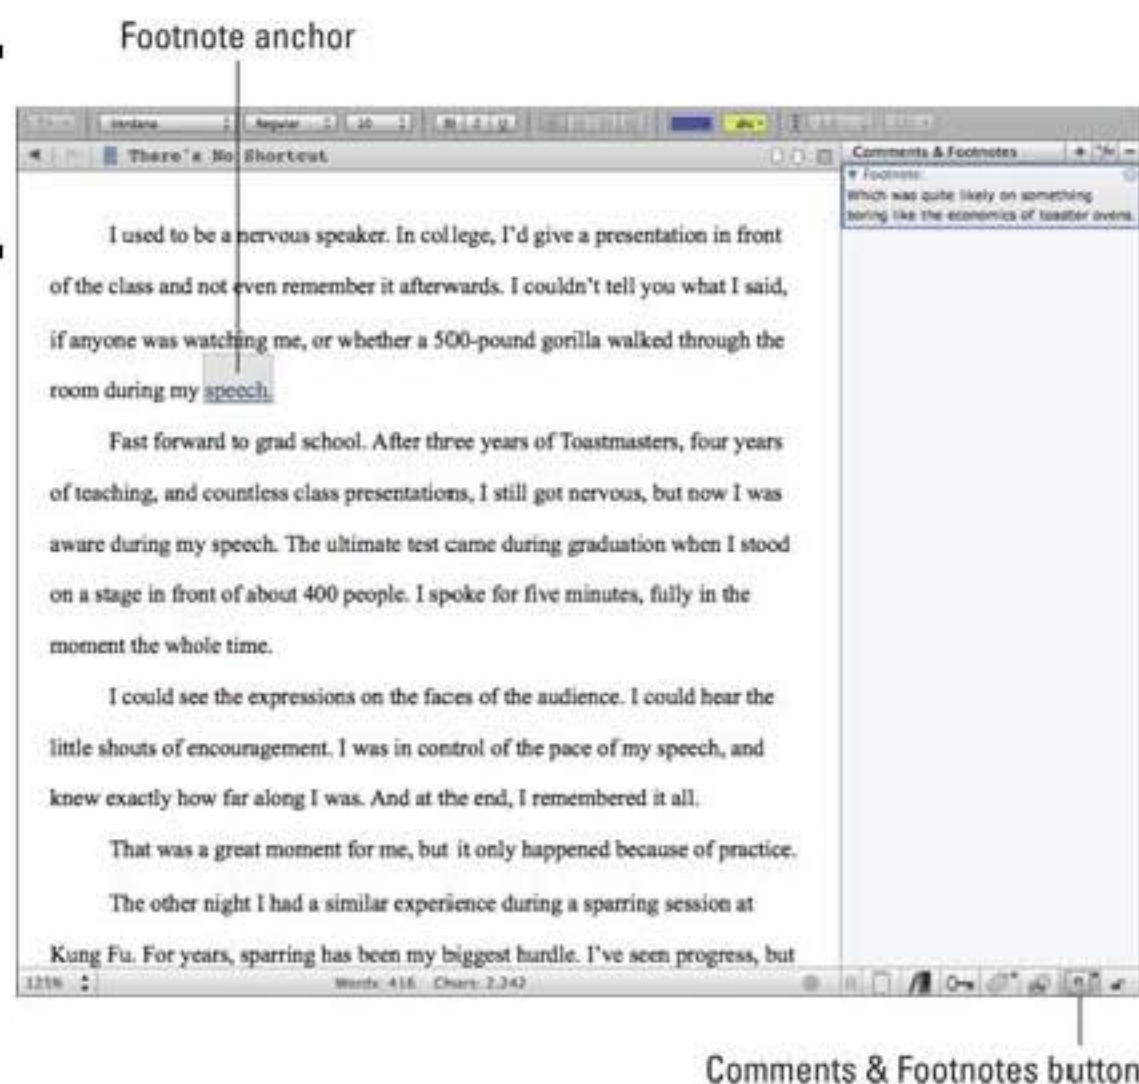 Footnote anchor
Verdana Regular 10 B I U abc
There's No Shortcut
Comments & Footnotes + -
Footnote:
Which was quite likely on something
boring like the economics of toaster ovens.
I used to be a nervous speaker. In college, I'd give a presentation in front
of the class and not even remember it afterwards. I couldn't tell you what I said,
if anyone was watching me, or whether a 500-pound gorilla walked through the
room during my speech.
Fast forward to grad school. After three years of Toastmasters, four years
of teaching, and countless class presentations, I still got nervous, but now I was
aware during my speech. The ultimate test came during graduation when I stood
on a stage in front of about 400 people. I spoke for five minutes, fully in the
moment the whole time.
I could see the expressions on the faces of the audience. I could hear the
little shouts of encouragement. I was in control of the pace of my speech, and
knew exactly how far along I was. And at the end, I remembered it all.
That was a great moment for me, but it only happened because of practice.
The other night I had a similar experience during a sparring session at
Kung Fu. For years, sparring has been my biggest hurdle. I've seen progress, but
125% Words: 416 Chars: 2,242
Comments & Footnotes button